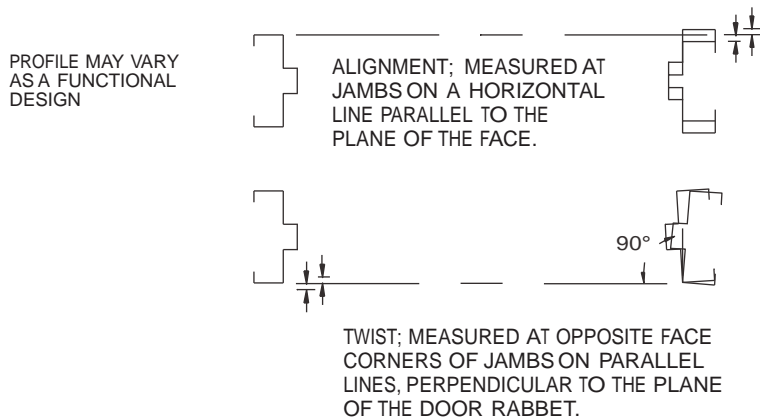 PROFILE MAY VARY
AS A FUNCTIONAL
DESIGN
ALIGNMENT; MEASURED AT
JAMBS ON A HORIZONTAL
LINE PARALLEL TO THE
PLANE OF THE FACE.
90°
TWIST; MEASURED AT OPPOSITE FACE
CORNERS OF JAMBS ON PARALLEL
LINES, PERPENDICULAR TO THE PLANE
OF THE DOOR RABBET.